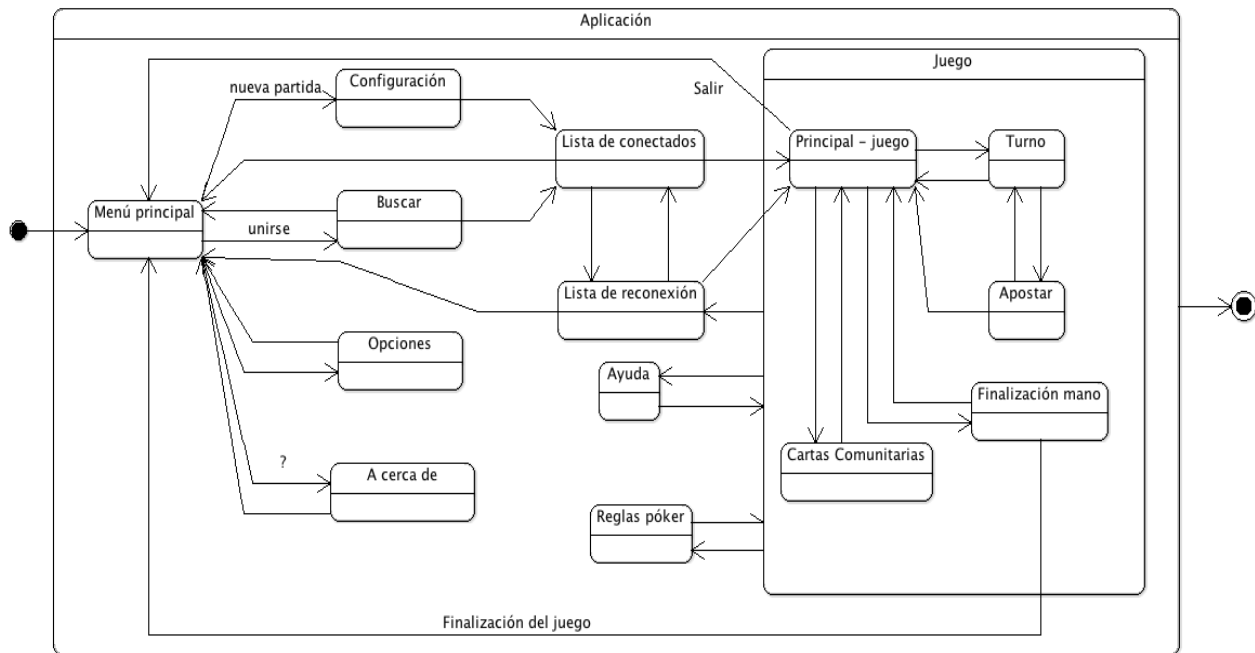 Aplicación
Juego
nueva partida
Configuración
Salir
Lista de conectados
Principal - juego
Turno
Menú principal
Buscar
unirse
Lista de reconexión
Apostar
Opciones
Ayuda
Finalización mano
?
A cerca de
Cartas Comunitarias
Reglas póker
Finalización del juego